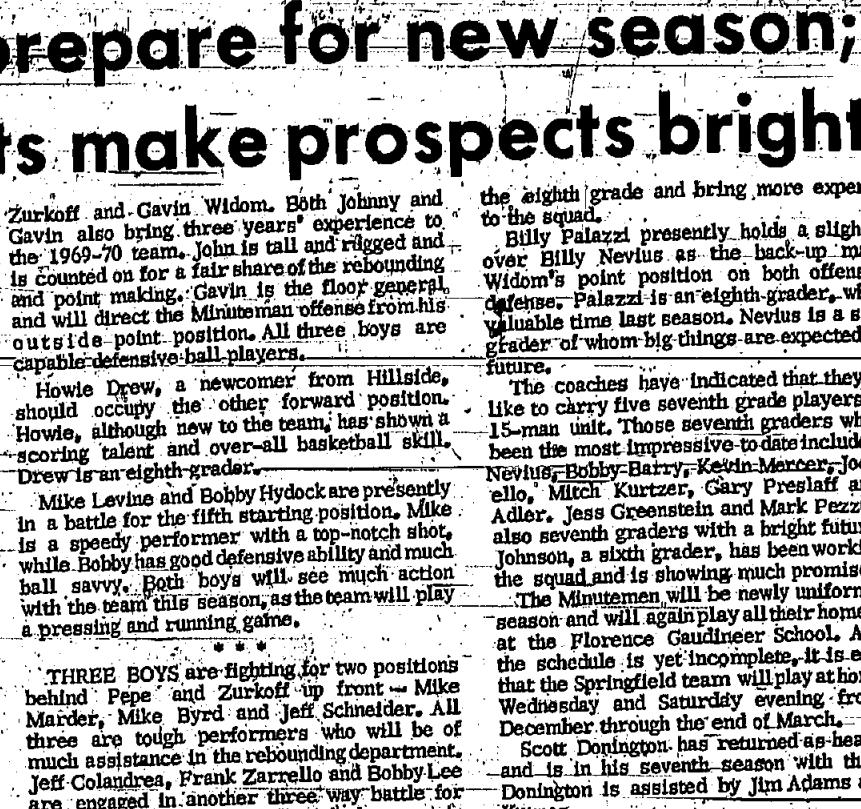 prepare for new season;
ts make prospects bright
Zurkoff and Gavin Widom. Both Johnny and
Gavin also bring three years' experience to
the 1969-70 team. John is tall and rugged and
is counted on for a fair share of the rebounding
and point making. Gavin is the floor general,
and will direct the Minuteman offense from his
outside point position. All three boys are
capable defensive ball players.
Howie Drew, a newcomer from Hillside,
should occupy the other forward position.
Howie, although new to the team, has shown a
scoring talent and over-all basketball skill.
Drew is an eighth-grader.
Mike Levine and Bobby Hydock are presently
in a battle for the fifth starting position. Mike
is a speedy performer with a top-notch shot,
while Bobby has good defensive ability and much
ball savvy. Both boys will see much action
with the team this season, as the team will play
a pressing and running game.
* * *
THREE BOYS are fighting for two positions
behind Pepe and Zurkoff up front — Mike
Marder, Mike Byrd and Jeff Schneider. All
three are tough performers who will be of
much assistance in the rebounding department.
Jeff Colandrea, Frank Zarrello and Bobby Lee
are engaged in another three way battle for
the eighth grade and bring more exper
to the squad.
Billy Palazzi presently holds a sligh
over Billy Nevius as the back-up m
Widom's point position on both offens
defense. Palazzi is an eighth-grader, w
valuable time last season. Nevius is a s
grader of whom big things are expected
future.
The coaches have indicated that they
like to carry five seventh grade players
15-man unit. Those seventh graders wh
been the most impressive to date include
Nevius, Bobby Barry, Kevin Mercer, Joe
ello, Mitch Kurtzer, Gary Preslaff a
Adler. Jess Greenstein and Mark Pezz
also seventh graders with a bright futur
Johnson, a sixth grader, has been worki
the squad and is showing much promise
The Minutemen will be newly uniform
season and will again play all their home
at the Florence Gaudineer School. A
the schedule is yet incomplete, it is e
that the Springfield team will play at ho
Wednesday and Saturday evening fro
December through the end of March.
Scott Donington has returned as hea
and is in his seventh season with th
Donington is assisted by Jim Adams